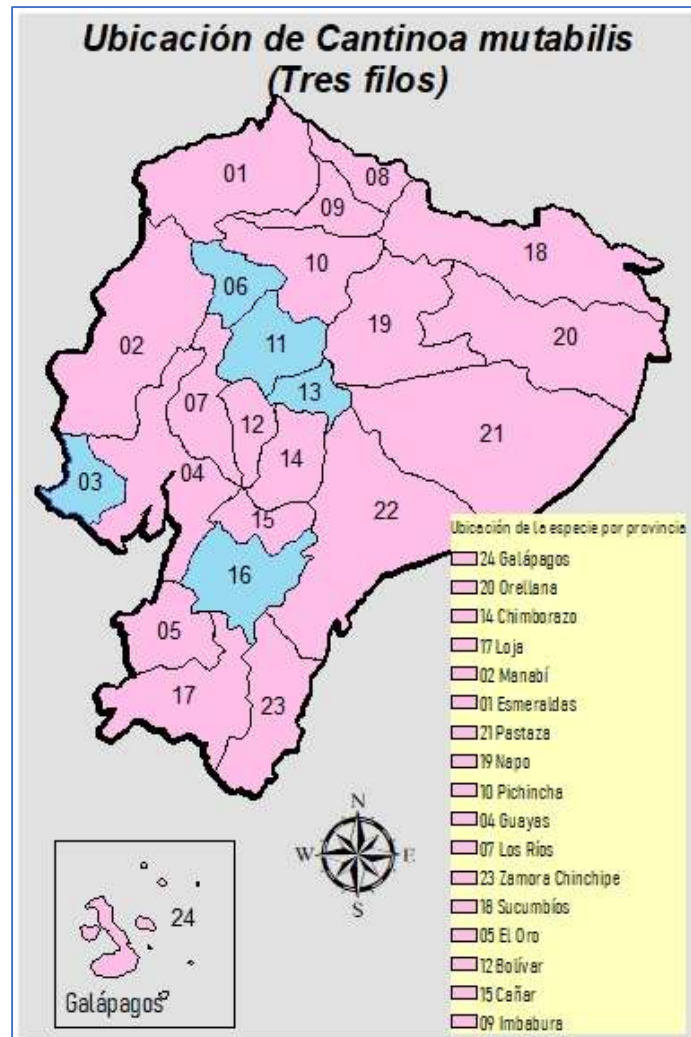 Ubicación de Cantinoa mutabilis
(Tres filos)
01
08
09
18
10
06
19
20
02
11
13
07
12
21
03
04
14
22
15
16
05
17
23
Ubicación de la especie por provincia
24 Galápagos
20 Orellana
14 Chimborazo
17 Loja
02 Manabí
01 Esmeraldas
21 Pastaza
19 Napo
10 Pichincha
04 Guayas
07 Los Ríos
23 Zamora Chinchipe
18 Sucumbíos
05 El Oro
12 Bolívar
15 Cañar
09 Imbabura
N
W E
S
24
Galápagos